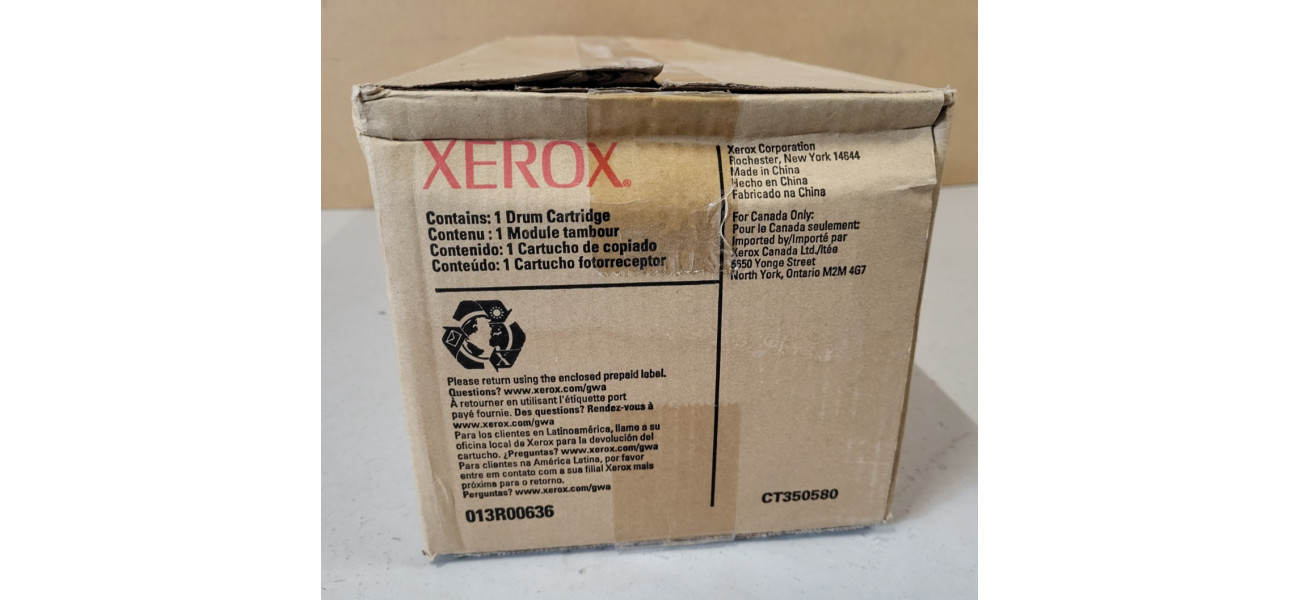 XEROX®
Contains: 1 Drum Cartridge
Contenu : 1 Module tambour
Contenido: 1 Cartucho de copiado
Conteúdo: 1 Cartucho fotorreceptor
Xerox Corporation
Rochester, New York 14644
Made in China
Hecho en China
Fabricado na China
For Canada Only:
Pour le Canada seulement:
Imported by/Importé par
Xerox Canada Ltd./ltée
5650 Yonge Street
North York, Ontario M2M 4G7
Please return using the enclosed prepaid label.
Questions? www.xerox.com/gwa
À retourner en utilisant l'étiquette port
payé fournie. Des questions? Rendez-vous à
www.xerox.com/gwa
Para los clientes en Latinoamérica, llame a su
oficina local de Xerox para la devolución del
cartucho. ¿Preguntas? www.xerox.com/gwa
Para clientes na América Latina, por favor
entre em contato com a sua filial Xerox mais
próxima para o retorno.
Perguntas? www.xerox.com/gwa
013R00636
CT350580